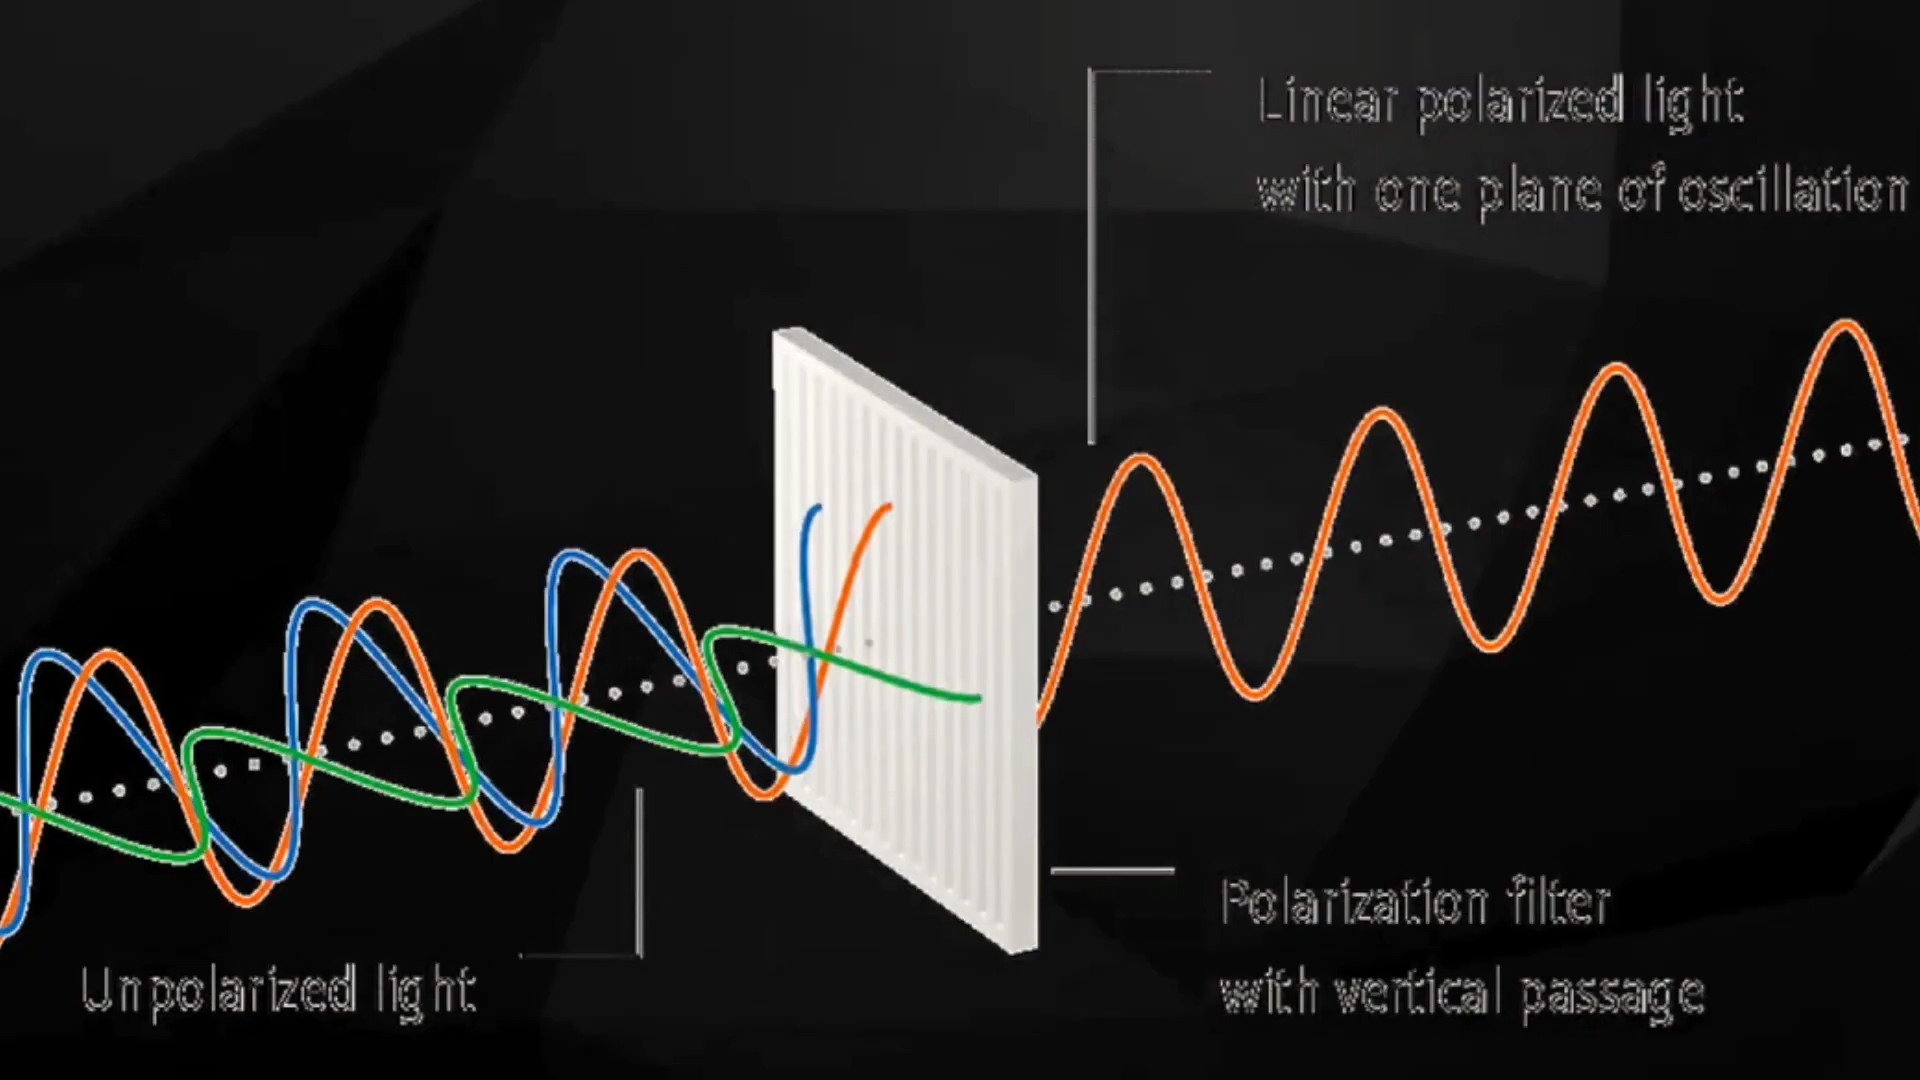 Linear polarized light
with one plane of oscillation
Polarization filter
with vertical passage
Unpolarized light